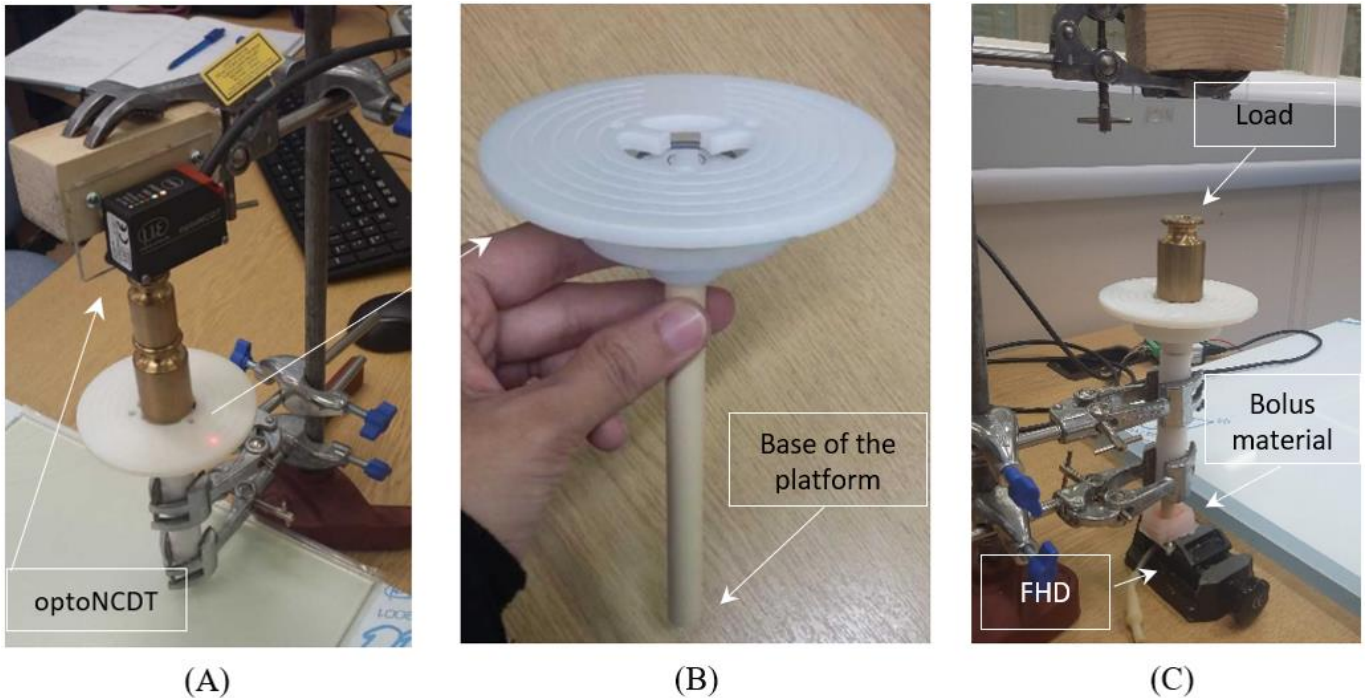 optoNCDT
(A)
Base of the
platform
(B)
Load
Bolus
material
FHD
(C)